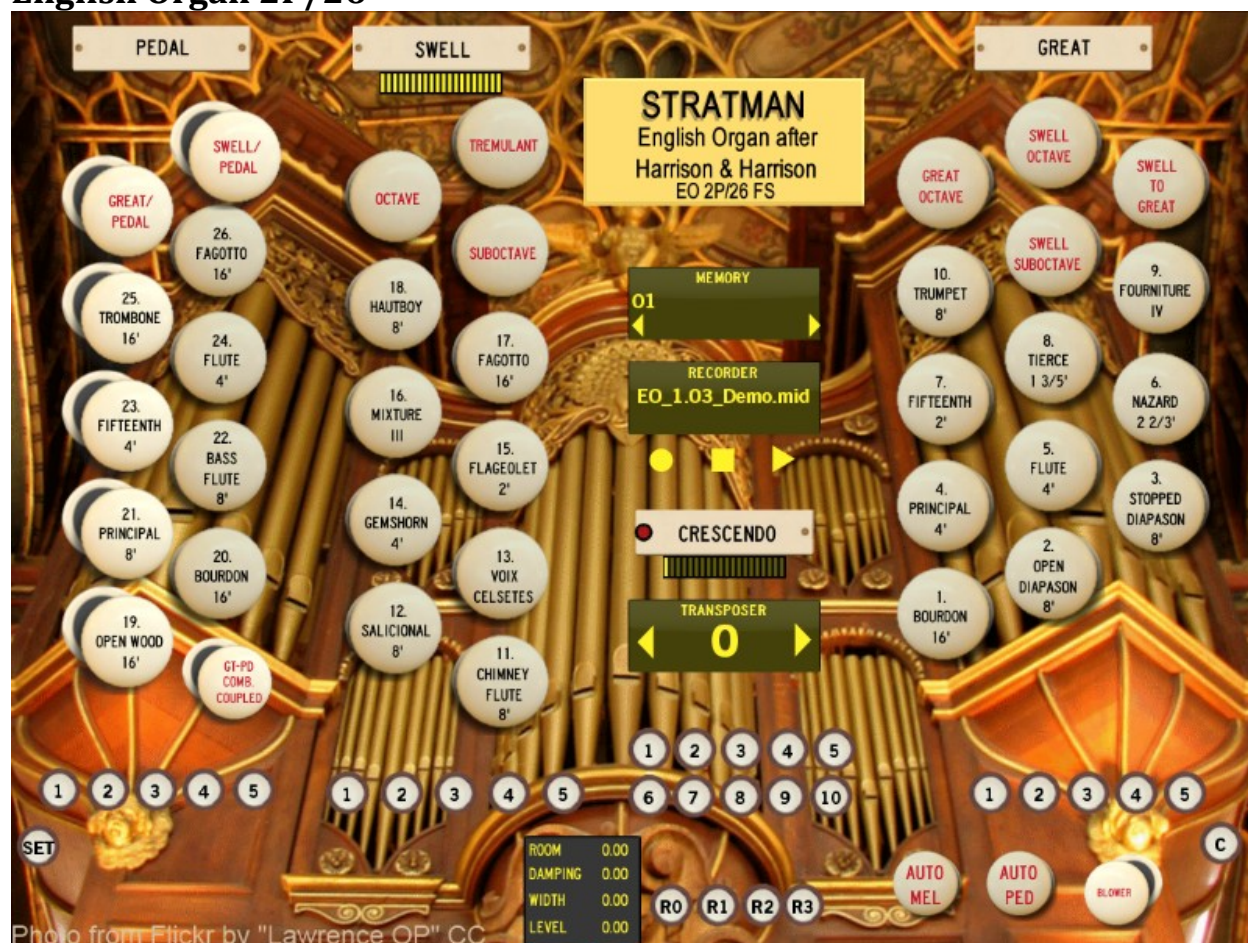 English Organ 2P/26
PEDAL
SWELL
GREAT
STRATMAN
English Organ after
Harrison & Harrison
EO 2P/26 FS
SWELL/
PEDAL
GREAT/
PEDAL
26.
FAGOTTO
16'
25.
TROMBONE
16'
24.
FLUTE
4'
23.
FIFTEENTH
4'
22.
BASS
FLUTE
8'
21.
PRINCIPAL
8'
20.
BOURDON
16'
19.
OPEN WOOD
16'
GT-PD
COMB.
COUPLED
TREMULANT
OCTAVE
SUBOCTAVE
18.
HAUTBOY
8'
17.
FAGOTTO
16'
16.
MIXTURE
III
15.
FLAGEOLET
2'
14.
GEMSHORN
4'
13.
VOIX
CELSETES
12.
SALICIONAL
8'
11.
CHIMNEY
FLUTE
8'
MEMORY
01
RECORDER
EO_1.03_Demo.mid
CRESCENDO
TRANSPOSER
0
SWELL
OCTAVE
GREAT
OCTAVE
SWELL
TO
GREAT
SWELL
SUBOCTAVE
10.
TRUMPET
8'
9.
FOURNITURE
IV
8.
TIERCE
1 3/5'
7.
FIFTEENTH
2'
6.
NAZARD
2 2/3'
5.
FLUTE
4'
4.
PRINCIPAL
4'
3.
STOPPED
DIAPASON
8'
2.
OPEN
DIAPASON
8'
1.
BOURDON
16'
1 2 3 4 5
1 2 3 4 5
1 2 3 4 5
6 7 8 9 10
1 2 3 4 5
SET
C
ROOM 0.00
DAMPING 0.00
WIDTH 0.00
LEVEL 0.00
R0 R1 R2 R3
AUTO
MEL
AUTO
PED
BLOWER
Photo from Flickr by "Lawrence OP" CC